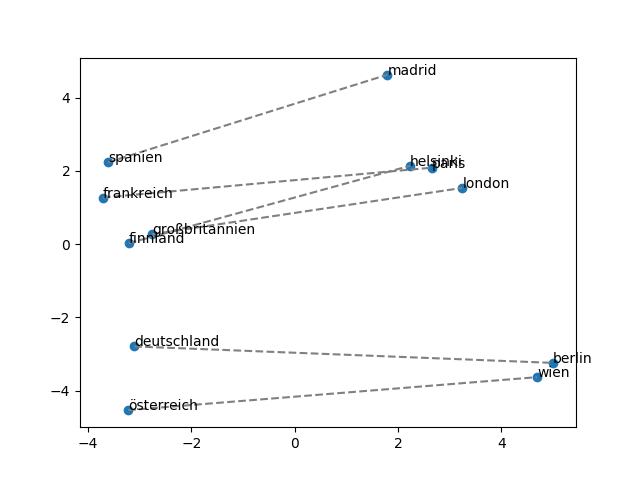 madrid
4
spanien
helsinki
paris
2
london
frankreich
großbritannien
finnland
0
−2
deutschland
berlin
wien
−4
österreich
−4 −2 0 2 4